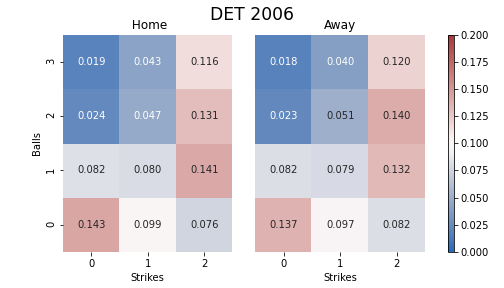 DET 2006
Home
Away
3
0.019 0.043 0.116
0.018 0.040 0.120
2
0.024 0.047 0.131
0.023 0.051 0.140
1
0.082 0.080 0.141
0.082 0.079 0.132
0
0.143 0.099 0.076
0.137 0.097 0.082
Balls
0 1 2
0 1 2
Strikes
Strikes
0.200
0.175
0.150
0.125
0.100
0.075
0.050
0.025
0.000